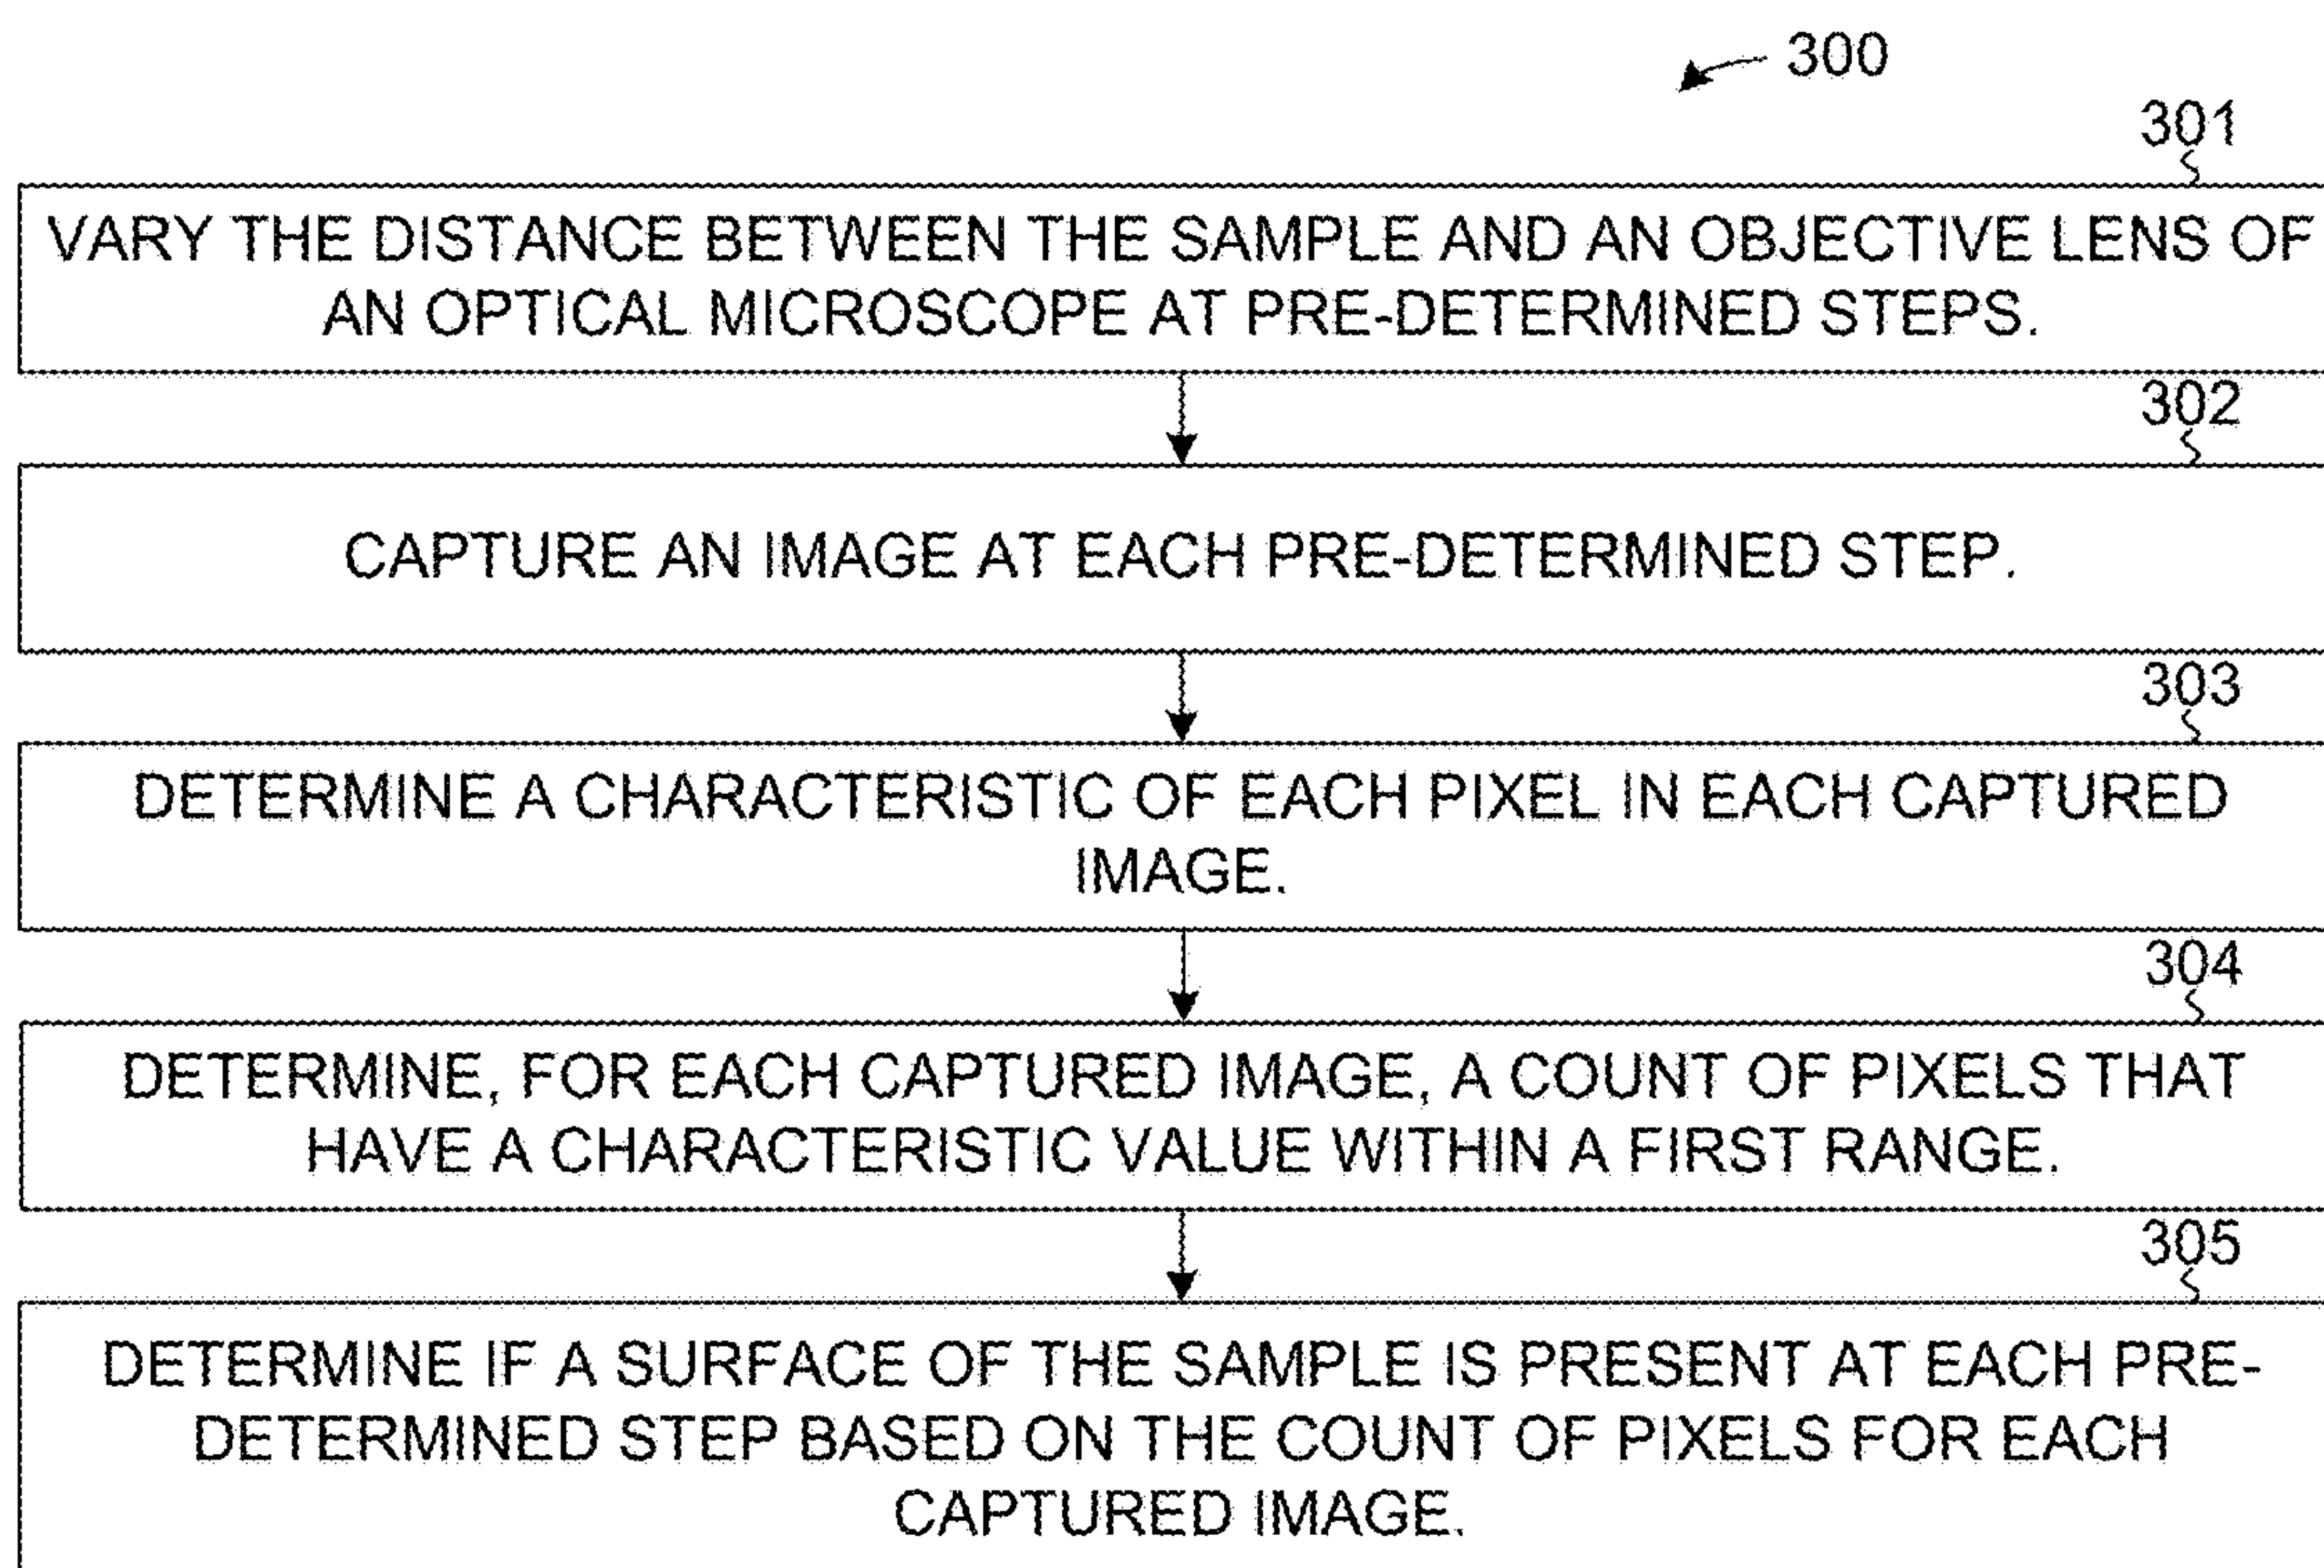 300
301
VARY THE DISTANCE BETWEEN THE SAMPLE AND AN OBJECTIVE LENS OF
AN OPTICAL MICROSCOPE AT PRE-DETERMINED STEPS.
302
CAPTURE AN IMAGE AT EACH PRE-DETERMINED STEP.
303
DETERMINE A CHARACTERISTIC OF EACH PIXEL IN EACH CAPTURED
IMAGE.
304
DETERMINE, FOR EACH CAPTURED IMAGE, A COUNT OF PIXELS THAT
HAVE A CHARACTERISTIC VALUE WITHIN A FIRST RANGE.
305
DETERMINE IF A SURFACE OF THE SAMPLE IS PRESENT AT EACH PRE-
DETERMINED STEP BASED ON THE COUNT OF PIXELS FOR EACH
CAPTURED IMAGE.